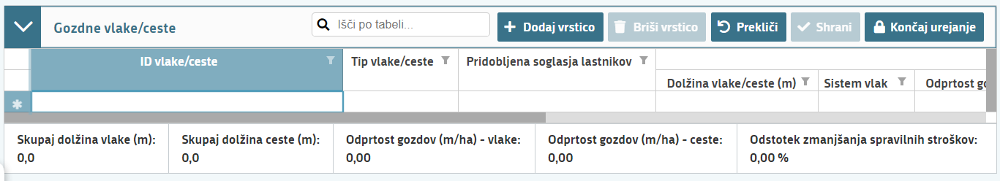 Gozdne vlake/ceste
Išči po tabeli...
Dodaj vrstico
Briši vrstico
Prekliči
Shrani
Končaj urejanje
ID vlake/ceste
Tip vlake/ceste
Pridobljena soglasja lastnikov
Dolžina vlake/ceste (m)
Sistem vlak
Odprtost
Skupaj dolžina vlake (m):
0,0
Skupaj dolžina ceste (m):
0,0
Odprtost gozdov (m/ha) - vlake:
0,00
Odprtost gozdov (m/ha) - ceste:
0,00
Odstotek zmanjšanja spravilnih stroškov:
0,00 %